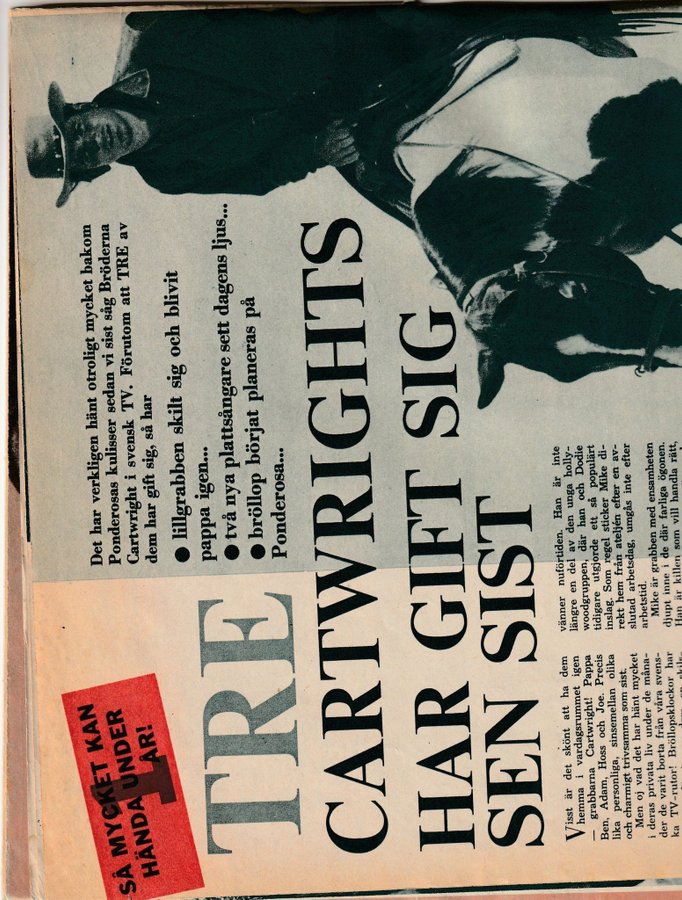 SÅ MYCKET KAN
HÄNDA UNDER
1 ÅR!
Det har verkligen hänt otroligt mycket bakom
Ponderosas kulisser sedan vi sist såg Bröderna
Cartwright i svensk TV. Förutom att TRE av
dem har gift sig, så har
● lillgrabben skilt sig och blivit
pappa igen...
● två nya plattsångare sett dagens ljus...
● bröllop börjat planeras på
Ponderosa...
TRE
CARTWRIGHTS
HAR GIFT SIG
SEN SIST
Visst är det skönt att ha dem
hemma i vardagsrummet igen
— grabbarna Cartwright! Pappa
Ben, Adam, Hoss och Joe. Precis
lika personliga, sinsemellan olika
och charmigt trivsamma som sist.
Men oj vad det har hänt mycket
i deras privata liv under de måna-
der de varit borta från våra svens-
ka TV-rutor! Bröllopsklockor har
vänner nuförtiden. Han är inte
längre en del av den unga holly-
woodgruppen, där han och Dodie
tidigare utgjorde ett så populärt
inslag. Som regel sticker Mike di-
rekt hem från ateljén efter en av-
slutad arbetsdag, umgås inte efter
arbetstid.
Mike är grabben med ensamheten
djupt inne i de där farliga ögonen.
Han är killen som vill handla rätt,